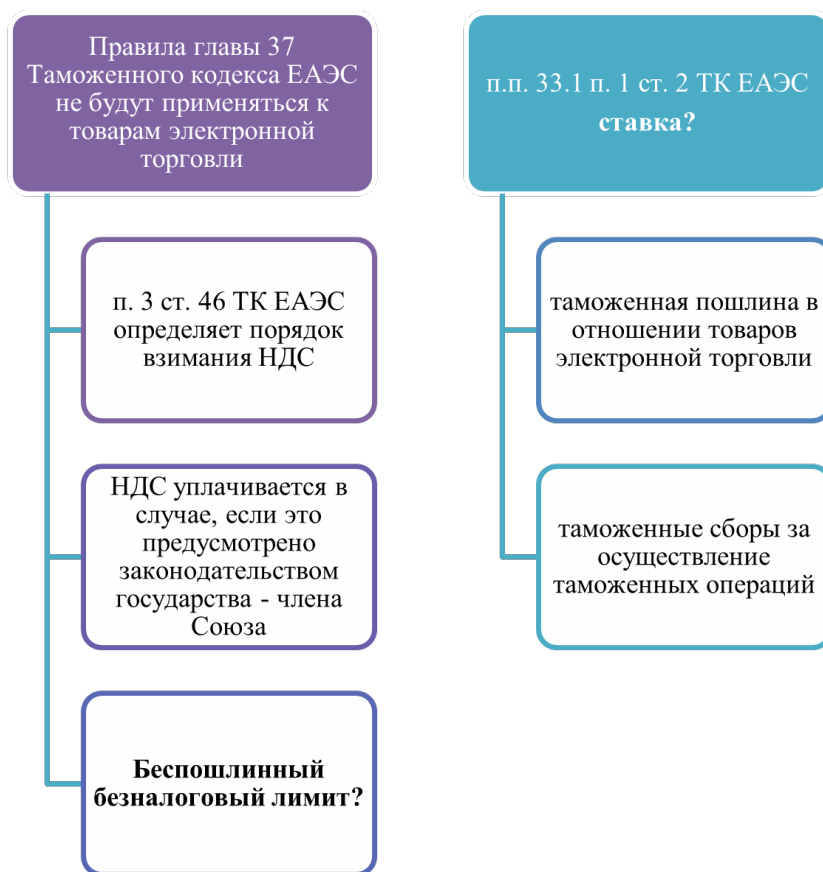 Правила главы 37
Таможенного кодекса ЕАЭС
не будут применяться к
товарам электронной
торговли
п. 3 ст. 46 ТК ЕАЭС
определяет порядок
взимания НДС
НДС уплачивается в
случае, если это
предусмотрено
законодательством
государства - члена
Союза
Беспошлинный
безналоговый лимит?
п.п. 33.1 п. 1 ст. 2 ТК ЕАЭС
ставка?
таможенная пошлина в
отношении товаров
электронной торговли
таможенные сборы за
осуществление
таможенных операций